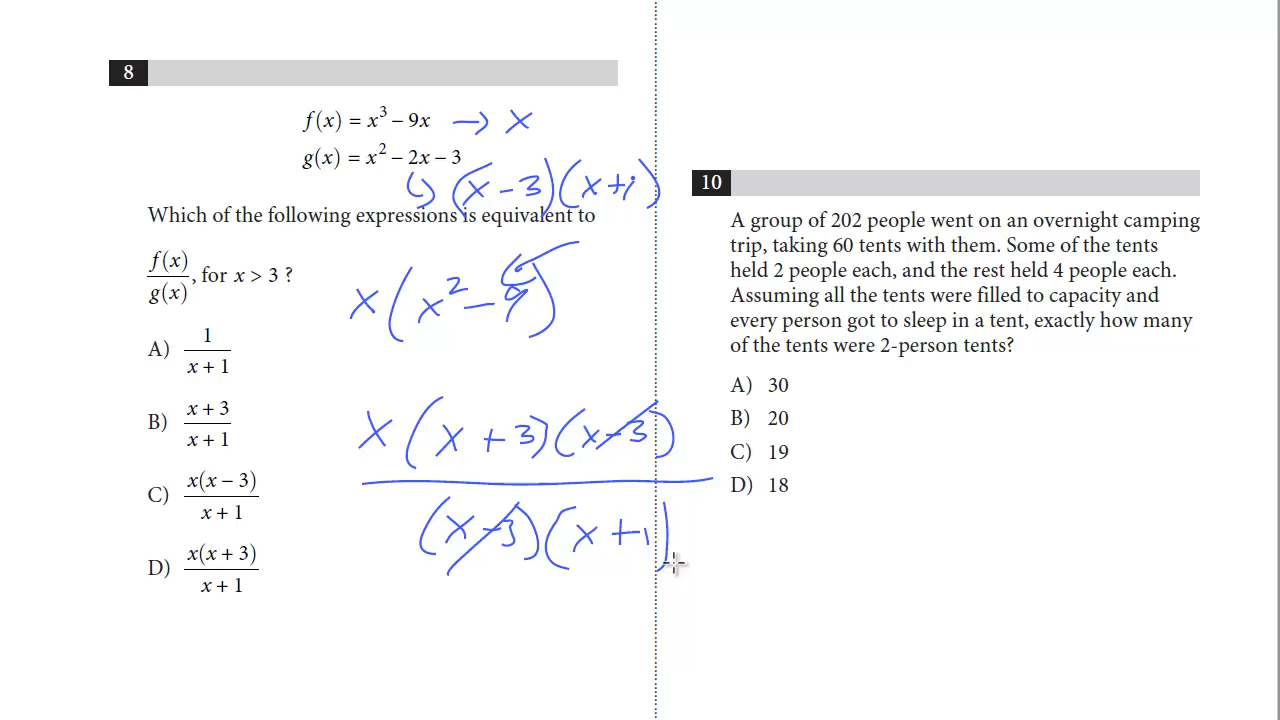 8
f(x) = x³ − 9x → x
g(x) = x² − 2x − 3
↳ (x − 3)(x + 1)
Which of the following expressions is equivalent to
f(x)/g(x), for x > 3 ?
x(x² − 9)
A) 1/(x + 1)
B) (x + 3)/(x + 1)
C) x(x − 3)/(x + 1)
D) x(x + 3)/(x + 1)
x(x + 3)(x − 3)
(x − 3)(x + 1)
10
A group of 202 people went on an overnight camping
trip, taking 60 tents with them. Some of the tents
held 2 people each, and the rest held 4 people each.
Assuming all the tents were filled to capacity and
every person got to sleep in a tent, exactly how many
of the tents were 2-person tents?
A) 30
B) 20
C) 19
D) 18